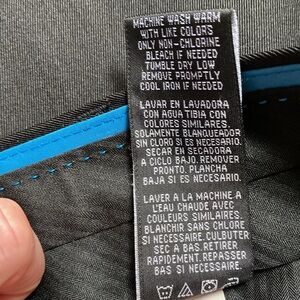 MACHINE WASH WARM
WITH LIKE COLORS
ONLY NON-CHLORINE
BLEACH IF NEEDED
TUMBLE DRY LOW
REMOVE PROMPTLY
COOL IRON IF NEEDED
LAVAR EN LAVADORA
CON AGUA TIBIA CON
COLORES SIMILARES.
SOLAMENTE BLANQUEADOR
SIN CLORO SI ES NECESARIO.
SECAR EN SECADORA
A CICLO BAJO. REMOVER
PRONTO. PLANCHA
BAJA SI ES NECESARIO.
LAVER A LA MACHINE A
L'EAU CHAUDE AVEC
COULEURS SIMILAIRES.
BLANCHIR SANS CHLORE
SI NECESSAIRE. CULBUTER
SEC A BAS. RETIRER
RAPIDEMENT. REPASSER
DOUX SI NECESSAIRE